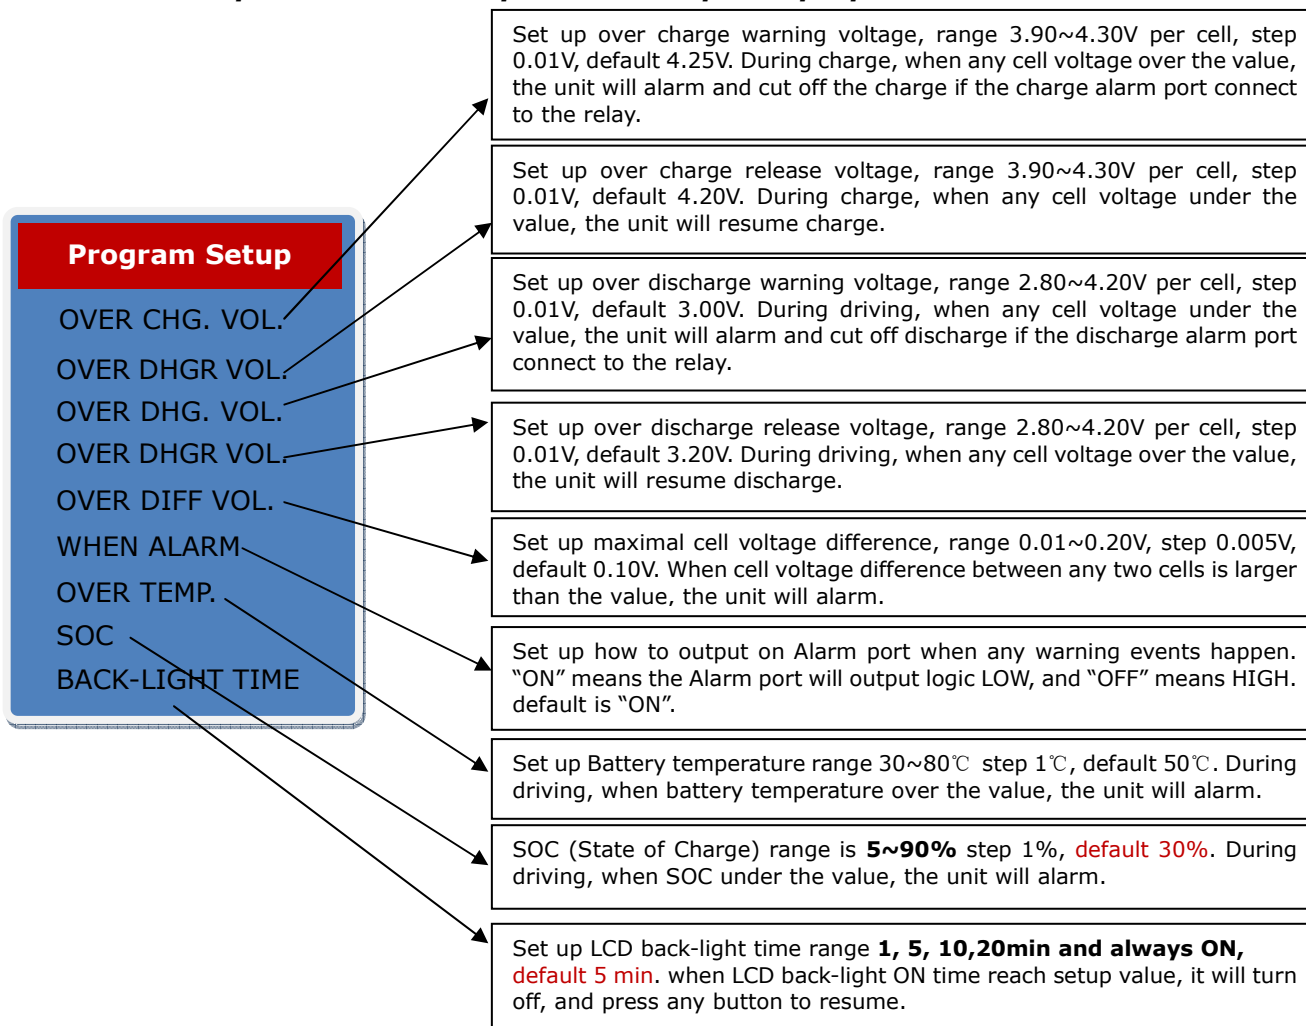 Program Setup
OVER CHG. VOL.
OVER DHGR VOL.
OVER DHG. VOL.
OVER DHGR VOL.
OVER DIFF VOL.
WHEN ALARM
OVER TEMP.
SOC
BACK-LIGHT TIME
Set up over charge warning voltage, range 3.90~4.30V per cell, step
0.01V, default 4.25V. During charge, when any cell voltage over the value,
the unit will alarm and cut off the charge if the charge alarm port connect
to the relay.
Set up over charge release voltage, range 3.90~4.30V per cell, step
0.01V, default 4.20V. During charge, when any cell voltage under the
value, the unit will resume charge.
Set up over discharge warning voltage, range 2.80~4.20V per cell, step
0.01V, default 3.00V. During driving, when any cell voltage under the
value, the unit will alarm and cut off discharge if the discharge alarm port
connect to the relay.
Set up over discharge release voltage, range 2.80~4.20V per cell, step
0.01V, default 3.20V. During driving, when any cell voltage over the value,
the unit will resume discharge.
Set up maximal cell voltage difference, range 0.01~0.20V, step 0.005V,
default 0.10V. When cell voltage difference between any two cells is larger
than the value, the unit will alarm.
Set up how to output on Alarm port when any warning events happen.
“ON” means the Alarm port will output logic LOW, and “OFF” means HIGH.
default is “ON”.
Set up Battery temperature range 30~80℃ step 1℃, default 50℃. During
driving, when battery temperature over the value, the unit will alarm.
SOC (State of Charge) range is 5~90% step 1%, default 30%. During
driving, when SOC under the value, the unit will alarm.
Set up LCD back-light time range 1, 5, 10,20min and always ON,
default 5 min. when LCD back-light ON time reach setup value, it will turn
off, and press any button to resume.